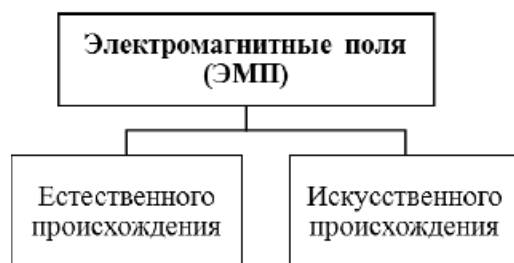 Электромагнитные поля
(ЭМП)
Естественного
происхождения
Искусственного
происхождения